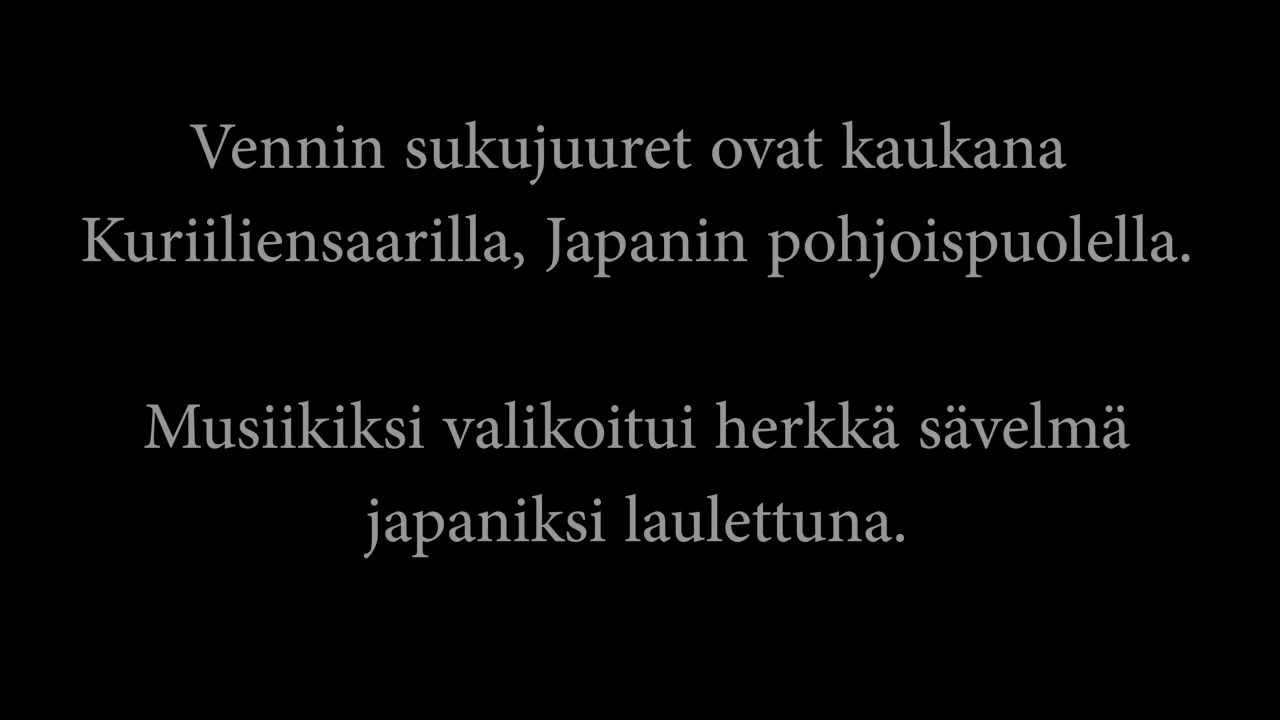 Vennin sukujuuret ovat kaukana
Kuriiliensaarilla, Japanin pohjoispuolella.
Musiikiksi valikoitui herkkä sävelmä
japaniksi laulettuna.